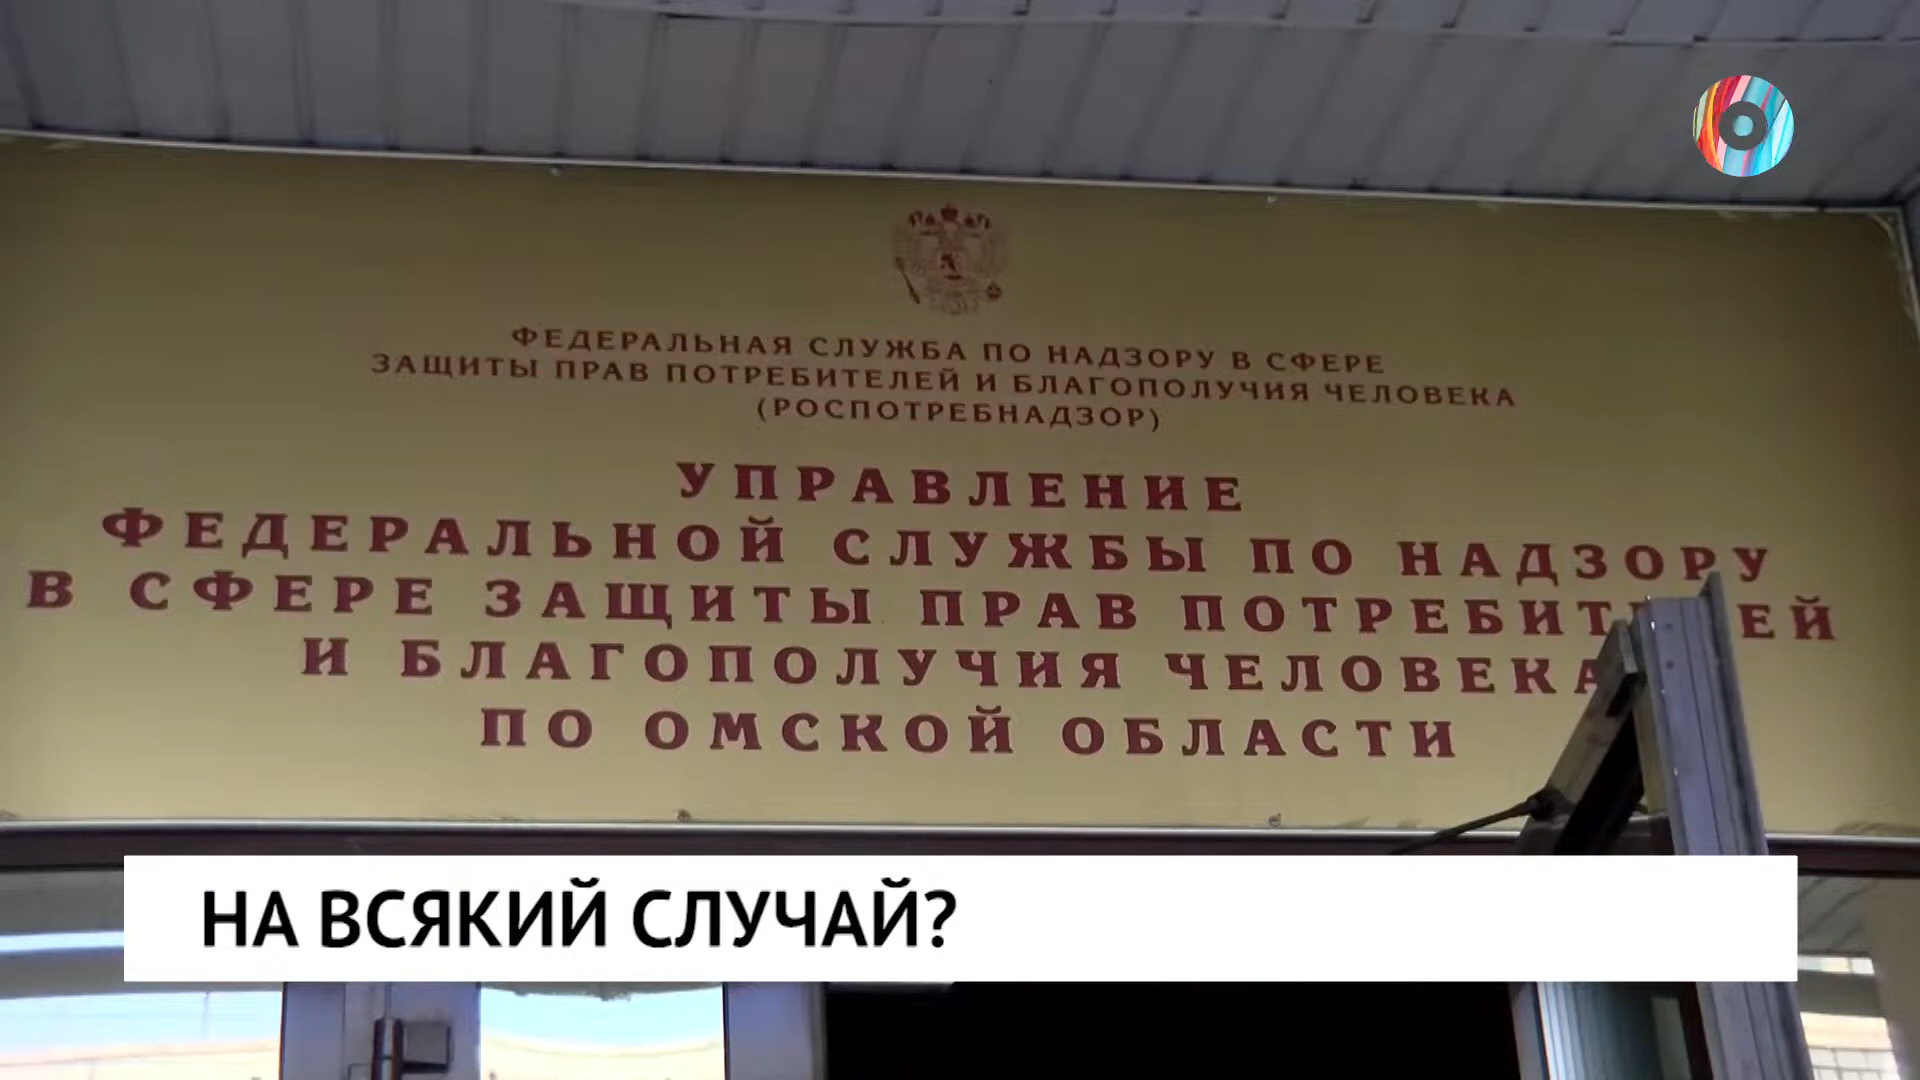 ФЕДЕРАЛЬНАЯ СЛУЖБА ПО НАДЗОРУ В СФЕРЕ
ЗАЩИТЫ ПРАВ ПОТРЕБИТЕЛЕЙ И БЛАГОПОЛУЧИЯ ЧЕЛОВЕКА
(РОСПОТРЕБНАДЗОР)
УПРАВЛЕНИЕ
ФЕДЕРАЛЬНОЙ СЛУЖБЫ ПО НАДЗОРУ
В СФЕРЕ ЗАЩИТЫ ПРАВ ПОТРЕБИТЕЛЕЙ
И БЛАГОПОЛУЧИЯ ЧЕЛОВЕКА
ПО ОМСКОЙ ОБЛАСТИ
НА ВСЯКИЙ СЛУЧАЙ?